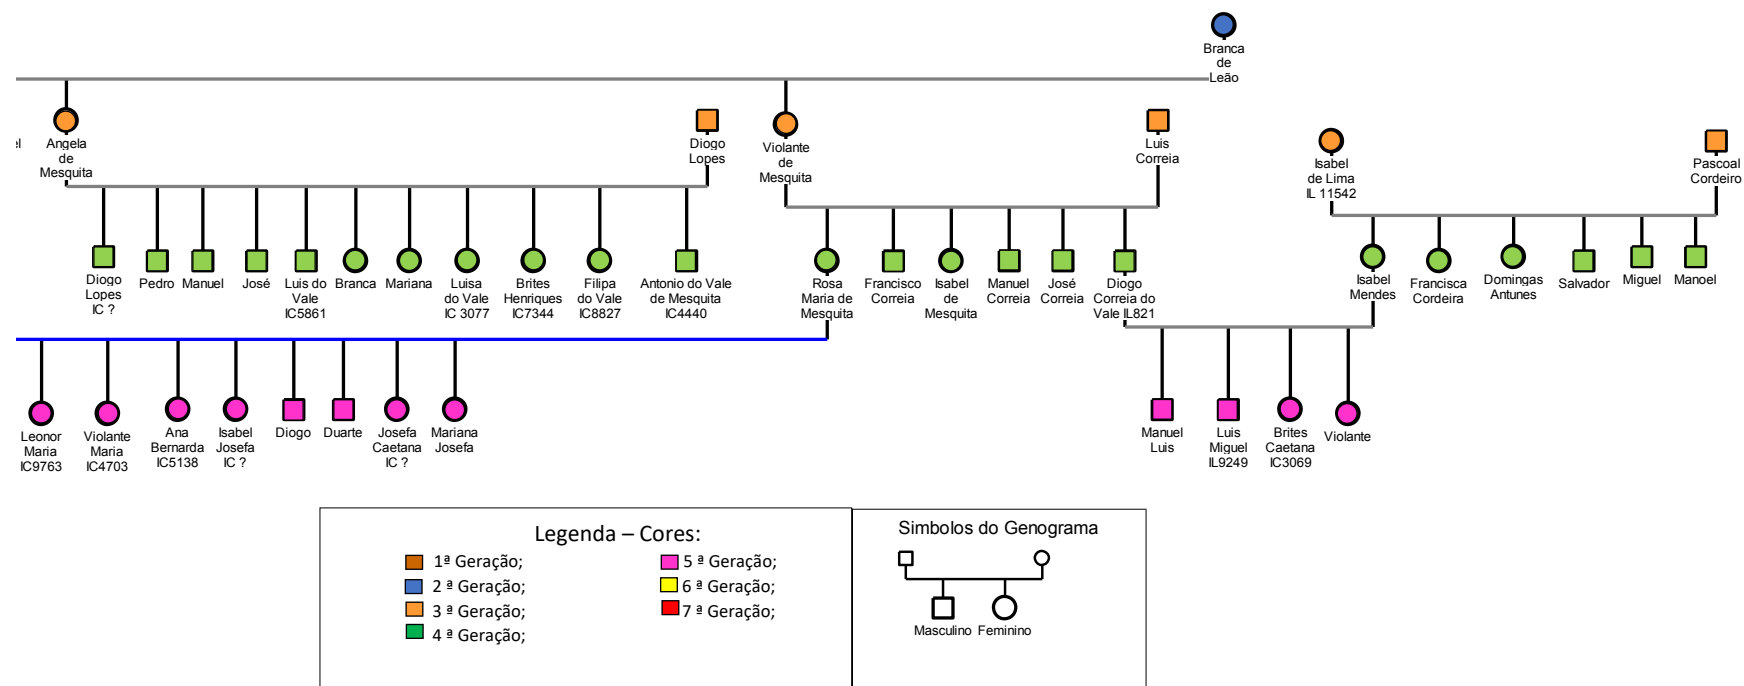 Branca
de
Leão
el
Angela
de
Mesquita
Diogo
Lopes
Violante
de
Mesquita
Luis
Correia
Isabel
de Lima
IL 11542
Pascoal
Cordeiro
Diogo
Lopes
IC ?
Pedro
Manuel
José
Luis do
Vale
IC5861
Branca
Mariana
Luisa
do Vale
IC 3077
Brites
Henriques
IC7344
Filipa
do Vale
IC8827
Antonio do Vale
de Mesquita
IC4440
Rosa
Maria de
Mesquita
Francisco
Correia
Isabel
de
Mesquita
Manuel
Correia
José
Correia
Diogo
Correia do
Vale IL821
Isabel
Mendes
Francisca
Cordeira
Domingas
Antunes
Salvador
Miguel
Manoel
Leonor
Maria
IC9763
Violante
Maria
IC4703
Ana
Bernarda
IC5138
Isabel
Josefa
IC ?
Diogo
Duarte
Josefa
Caetana
IC ?
Mariana
Josefa
Manuel
Luis
Luis
Miguel
IL9249
Brites
Caetana
IC3069
Violante
Legenda – Cores:
1ª Geração;
2 ª Geração;
3 ª Geração;
4 ª Geração;
5 ª Geração;
6 ª Geração;
7 ª Geração;
Simbolos do Genograma
Masculino
Feminino